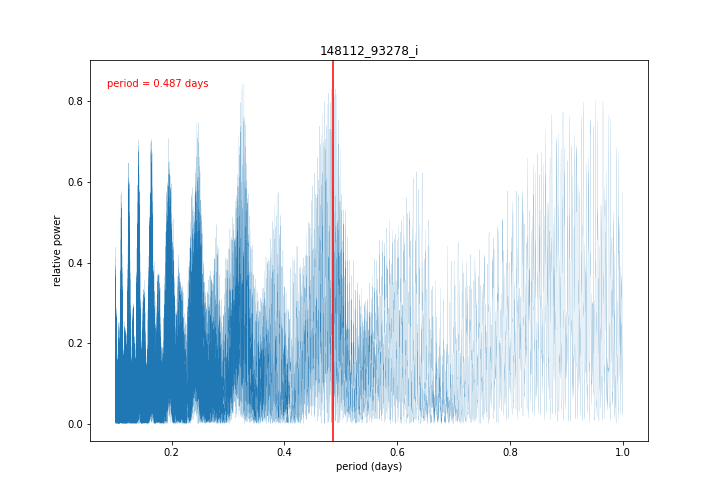 148112_93278_i
period = 0.487 days
relative power
0.8
0.6
0.4
0.2
0.0
0.2 0.4 0.6 0.8 1.0
period (days)